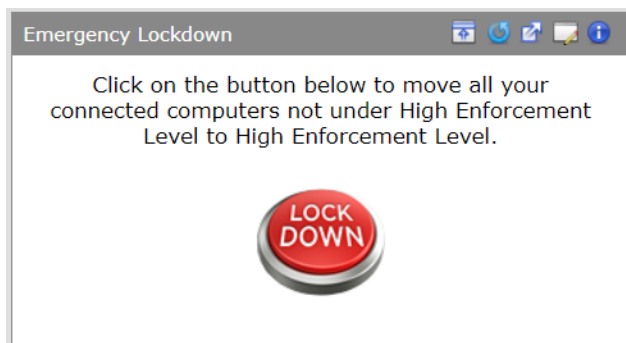 Emergency Lockdown
Click on the button below to move all your
connected computers not under High Enforcement
Level to High Enforcement Level.
LOCK
DOWN